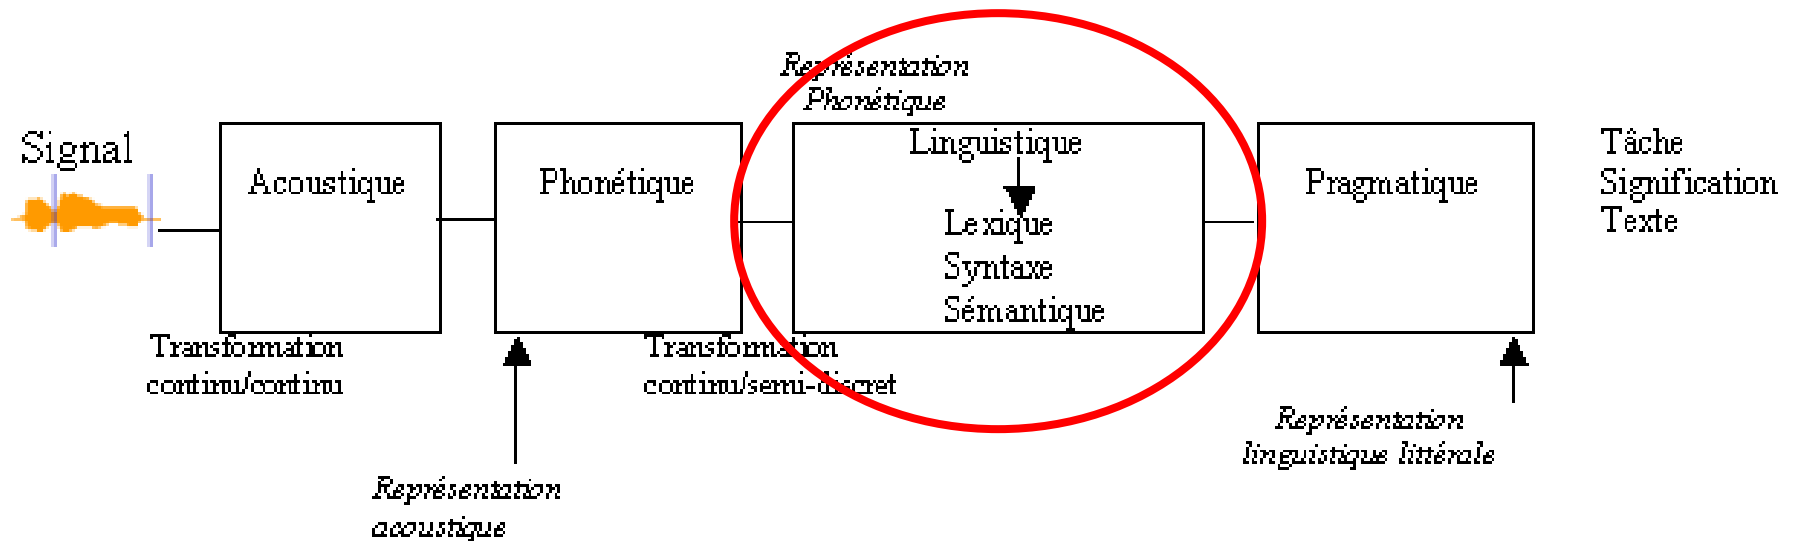 Signal
Acoustique
Transformation
continu/continu
Phonétique
Représentation
acoustique
Transformation
continu/semi-discret
Représentation
Phonétique
Linguistique
Lexique
Syntaxe
Sémantique
Pragmatique
Représentation
linguistique littérale
Tâche
Signification
Texte